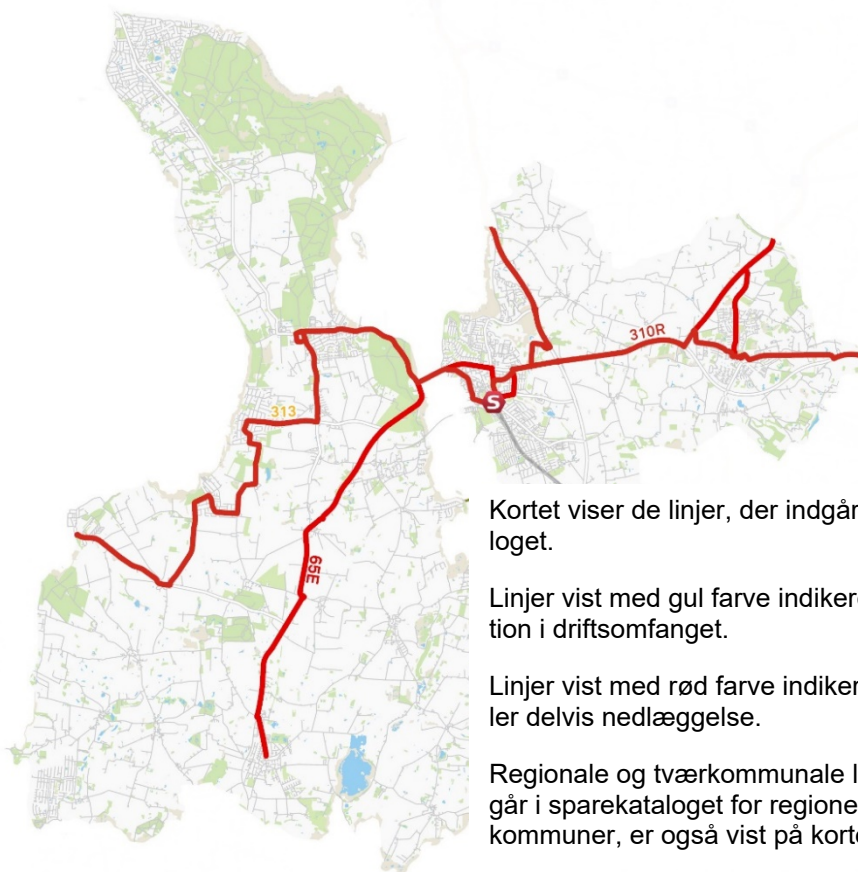 310R
313
65E
S
Kortet viser de linjer, der indgår
loget.
Linjer vist med gul farve indikere
tion i driftsomfanget.
Linjer vist med rød farve indiker
ler delvis nedlæggelse.
Regionale og tværkommunale l
går i sparekataloget for regione
kommuner, er også vist på korte